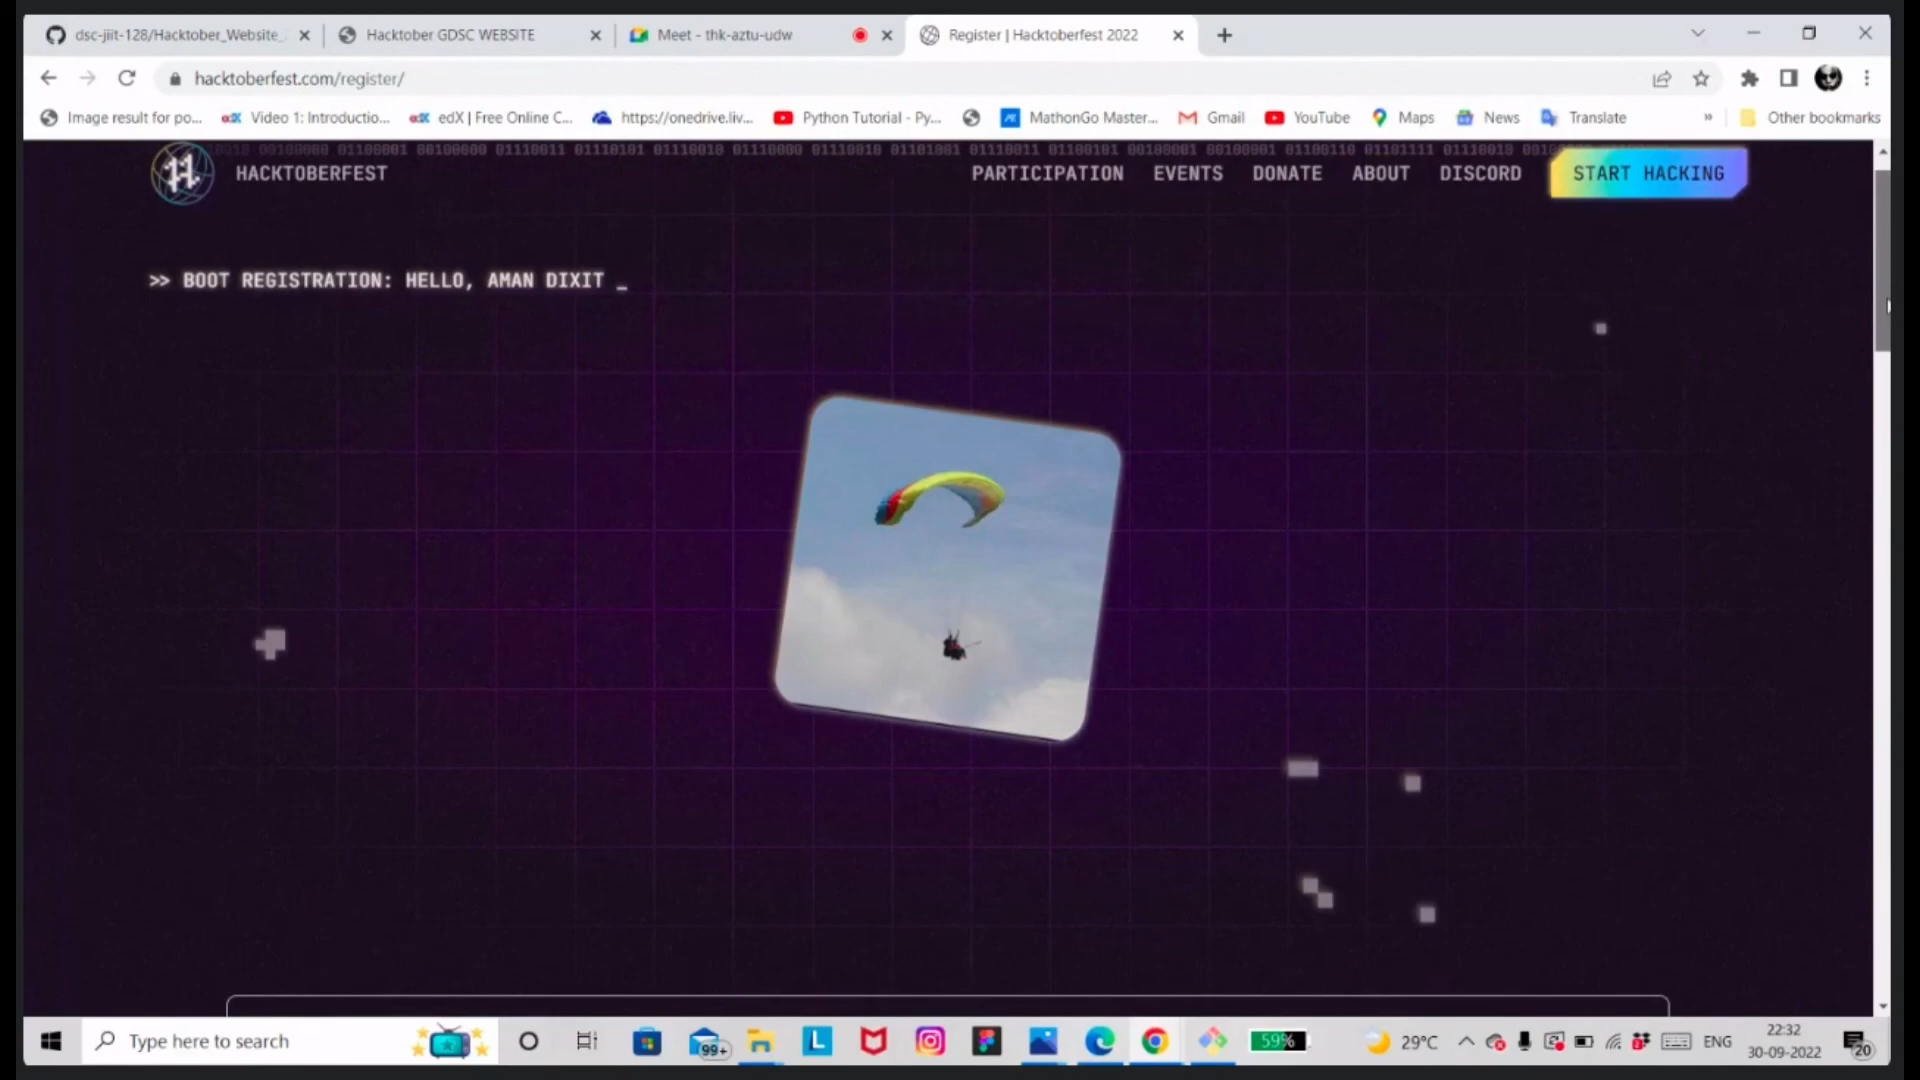 dsc-jiit-128/Hacktober_Website_
Hacktober GDSC WEBSITE
Meet - thk-aztu-udw
Register | Hacktoberfest 2022
hacktoberfest.com/register/
Image result for po...
Video 1: Introductio...
edX | Free Online C...
https://onedrive.liv...
Python Tutorial - Py...
MathonGo Master...
Gmail
YouTube
Maps
News
Translate
»
Other bookmarks
HACKTOBERFEST
PARTICIPATION
EVENTS
DONATE
ABOUT
DISCORD
START HACKING
>> BOOT REGISTRATION: HELLO, AMAN DIXIT _
Type here to search
99+
L
59%
29°C
ENG
22:32
30-09-2022
20